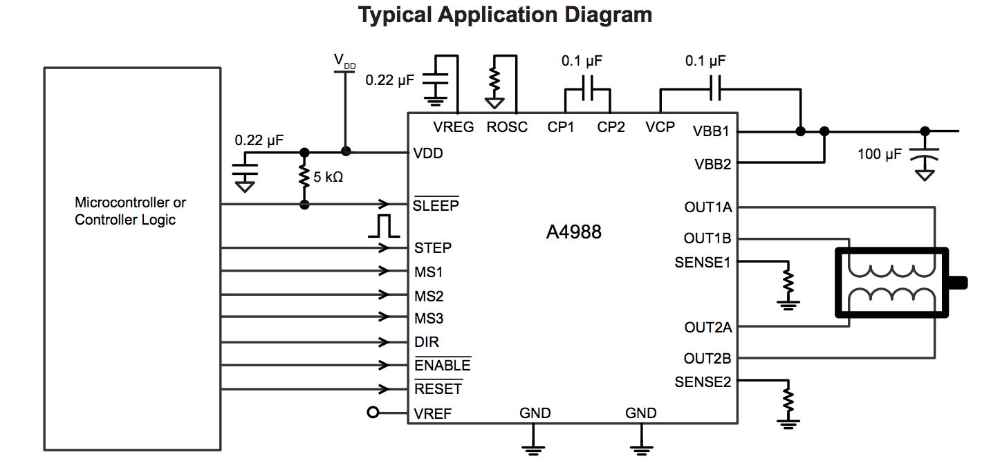 Typical Application Diagram
V DD
0.22 µF
0.1 µF
0.1 µF
VREG
ROSC
CP1
CP2
VCP
VBB1
0.22 µF
VDD
100 µF
VBB2
5 kΩ
Microcontroller or
Controller Logic
SLEEP
OUT1A
A4988
OUT1B
STEP
SENSE1
MS1
MS2
MS3
OUT2A
DIR
OUT2B
ENABLE
SENSE2
RESET
VREF
GND
GND